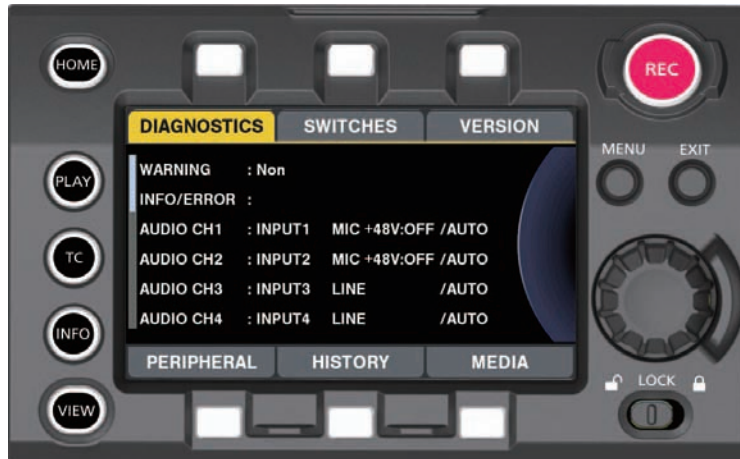 HOME
REC
DIAGNOSTICS SWITCHES VERSION
MENU EXIT
WARNING : Non
PLAY
INFO/ERROR :
AUDIO CH1 : INPUT1 MIC +48V:OFF /AUTO
TC
AUDIO CH2 : INPUT2 MIC +48V:OFF /AUTO
AUDIO CH3 : INPUT3 LINE /AUTO
AUDIO CH4 : INPUT4 LINE /AUTO
INFO
PERIPHERAL HISTORY MEDIA
LOCK
VIEW